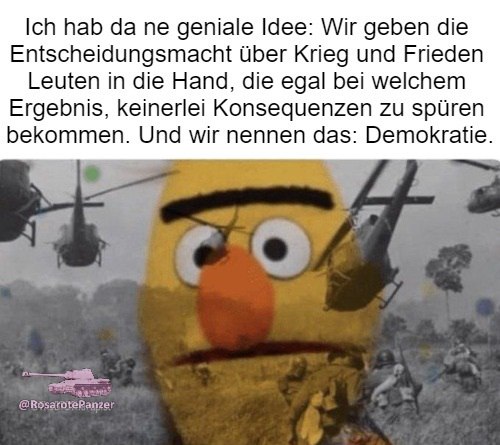 Ich hab da ne geniale Idee: Wir geben die
Entscheidungsmacht über Krieg und Frieden
Leuten in die Hand, die egal bei welchem
Ergebnis, keinerlei Konsequenzen zu spüren
bekommen. Und wir nennen das: Demokratie.
@RosarotePanzer